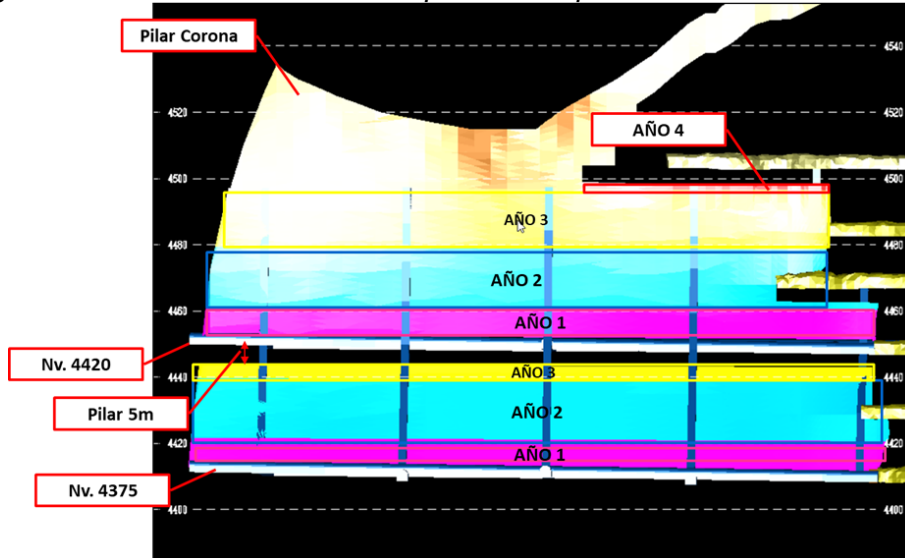 Pilar Corona
4540
4540
4520
4520
AÑO 4
4500
4500
AÑO 3
4480
4480
AÑO 2
4460
4460
AÑO 1
Nv. 4420
4440
AÑO 3
4440
Pilar 5m
AÑO 2
4420
4420
AÑO 1
Nv. 4375
4400
4400